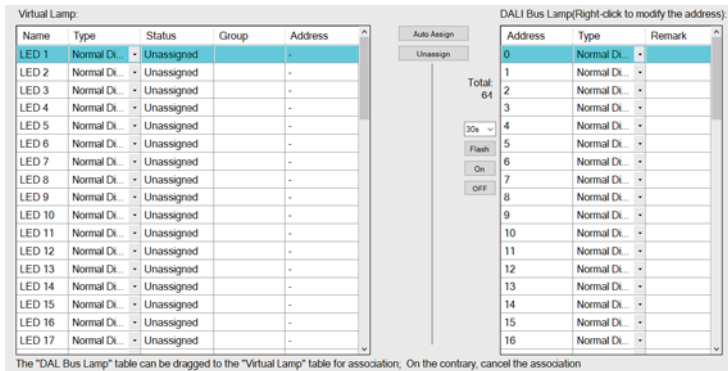 Virtual Lamp:
DALI Bus Lamp(Right-click to modify the address):
Name Type Status Group Address
Auto Assign
Address Type Remark
LED 1 Normal Di... Unassigned -
Unassign
0 Normal Di...
LED 2 Normal Di... Unassigned -
1 Normal Di...
LED 3 Normal Di... Unassigned -
Total:
64
2 Normal Di...
LED 4 Normal Di... Unassigned -
3 Normal Di...
LED 5 Normal Di... Unassigned -
30s
4 Normal Di...
LED 6 Normal Di... Unassigned -
Flash
5 Normal Di...
LED 7 Normal Di... Unassigned -
On
6 Normal Di...
LED 8 Normal Di... Unassigned -
OFF
7 Normal Di...
LED 9 Normal Di... Unassigned -
8 Normal Di...
LED 10 Normal Di... Unassigned -
9 Normal Di...
LED 11 Normal Di... Unassigned -
10 Normal Di...
LED 12 Normal Di... Unassigned -
11 Normal Di...
LED 13 Normal Di... Unassigned -
12 Normal Di...
LED 14 Normal Di... Unassigned -
13 Normal Di...
LED 15 Normal Di... Unassigned -
14 Normal Di...
LED 16 Normal Di... Unassigned -
15 Normal Di...
LED 17 Normal Di... Unassigned -
16 Normal Di...
The "DAL Bus Lamp" table can be dragged to the "Virtual Lamp" table for association; On the contrary, cancel the association